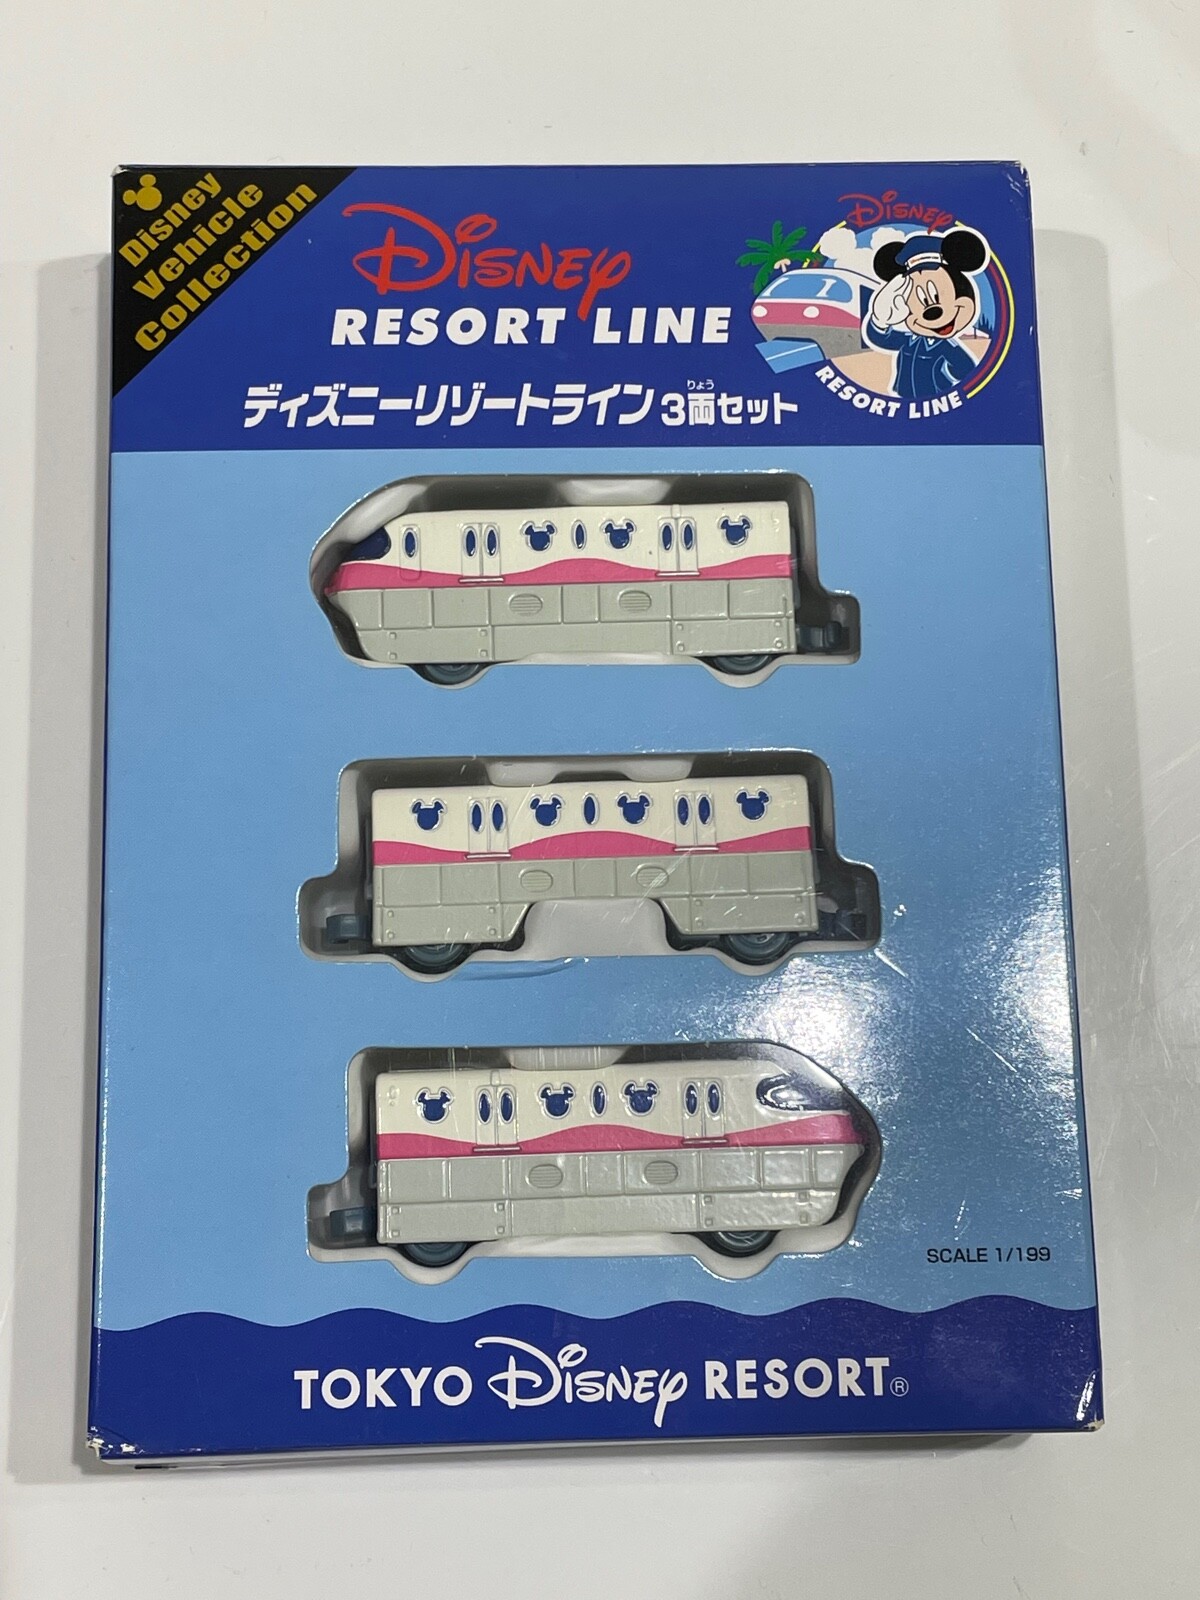 Disney
Vehicle
Collection
Disney
RESORT LINE
Disney
RESORT LINE
りょう
ディズニーリゾートライン3両セット
SCALE 1/199
TOKYO Disney RESORT®